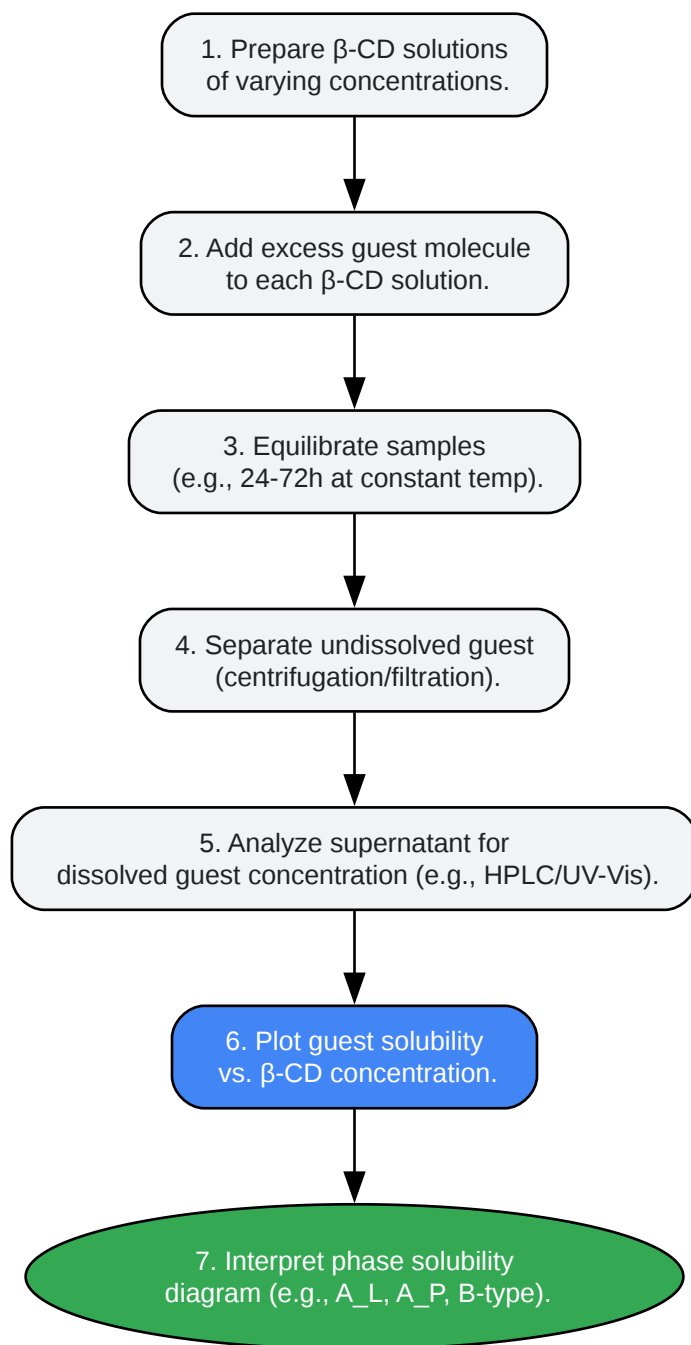 1. Prepare β-CD solutions
of varying concentrations.
2. Add excess guest molecule
to each β-CD solution.
3. Equilibrate samples
(e.g., 24-72h at constant temp).
4. Separate undissolved guest
(centrifugation/filtration).
5. Analyze supernatant for
dissolved guest concentration (e.g., HPLC/UV-Vis).
6. Plot guest solubility
vs. β-CD concentration.
7. Interpret phase solubility
diagram (e.g., A_L, A_P, B-type).